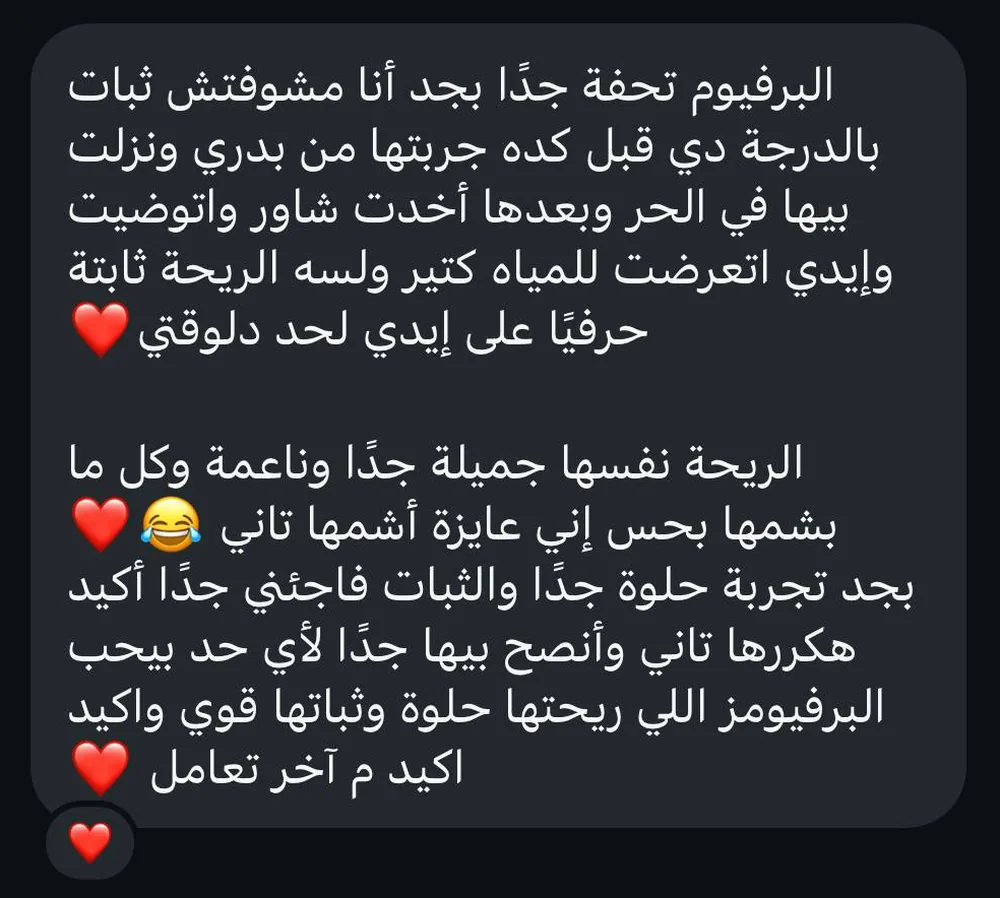 البرفيوم تحفة جدًا بجد أنا مشوفتش ثبات
بالدرجة دي قبل كده جربتها من بدري ونزلت
بيها في الحر وبعدها أخدت شاور واتوضيت
وإيدي اتعرضت للمياه كتير ولسه الريحة ثابتة
حرفيًا على إيدي لحد دلوقتي ❤️
الريحة نفسها جميلة جدًا وناعمة وكل ما
بشمها بحس إني عايزة أشمها تاني 😂❤️
بجد تجربة حلوة جدًا والثبات فاجئني جدًا أكيد
هكررها تاني وأنصح بيها جدًا لأي حد بيحب
البرفيومز اللي ريحتها حلوة وثباتها قوي واكيد
اكيد م آخر تعامل ❤️
❤️